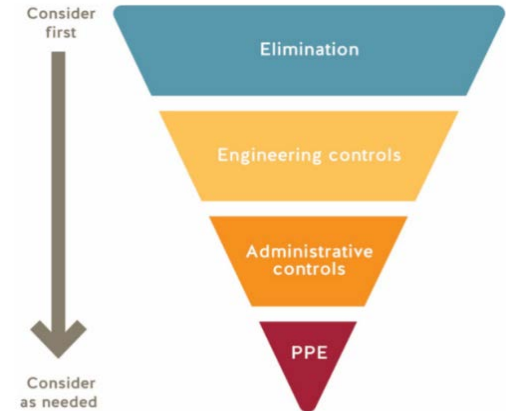 Consider
first
Elimination
Engineering controls
Administrative
controls
PPE
Consider
as needed